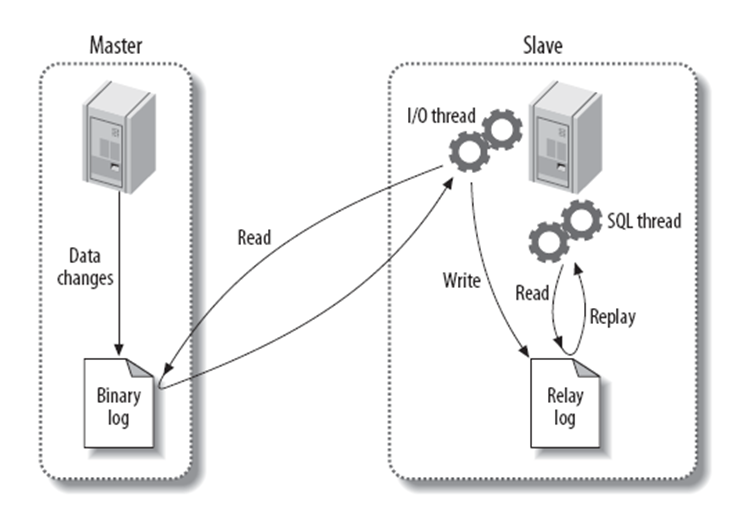 Master
Slave
I/O thread
Read
SQL thread
Data
changes
Write
Read
Replay
Binary
log
Relay
log